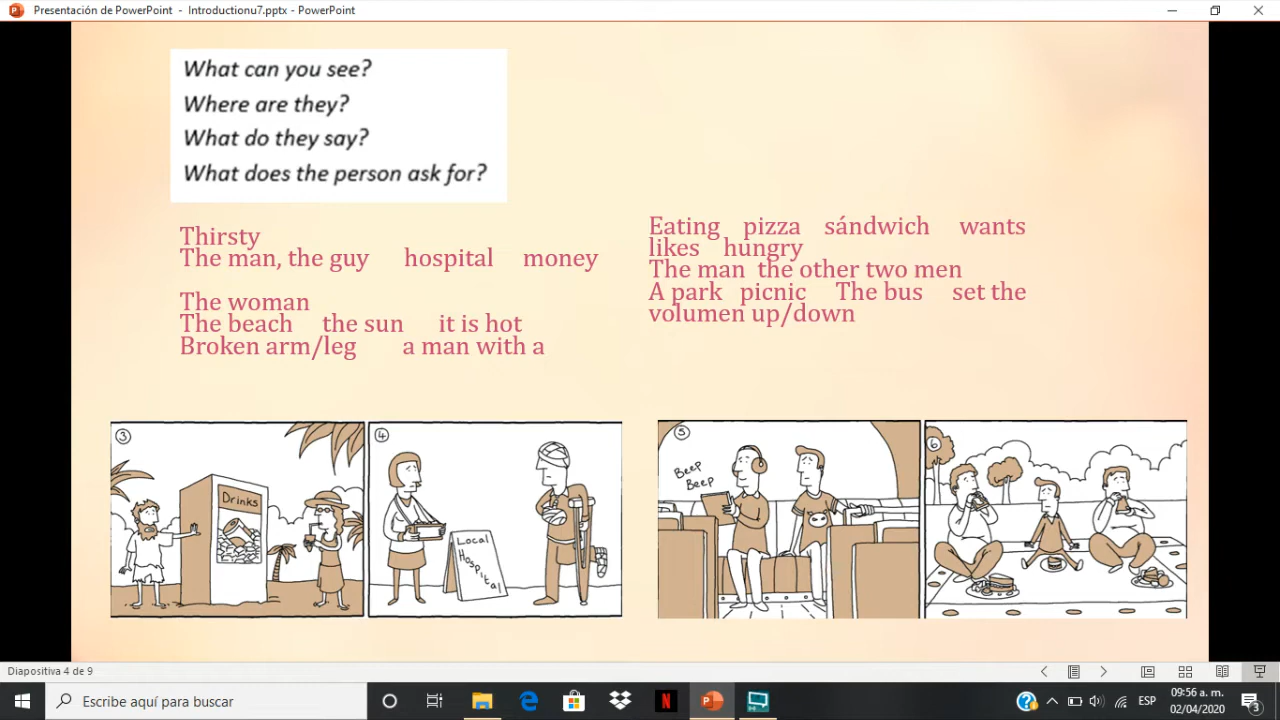 Presentación de PowerPoint - Introductionu7.pptx - PowerPoint
What can you see?
Where are they?
What do they say?
What does the person ask for?
Thirsty
The man, the guy hospital money
The woman
The beach the sun it is hot
Broken arm/leg a man with a
Eating pizza sándwich wants
likes hungry
The man the other two men
A park picnic The bus set the
volumen up/down
3
Drinks
4
Local
Hospital
5
Beep
Beep
6
Diapositiva 4 de 9
Escribe aquí para buscar
N
ESP
09:56 a. m.
02/04/2020
3